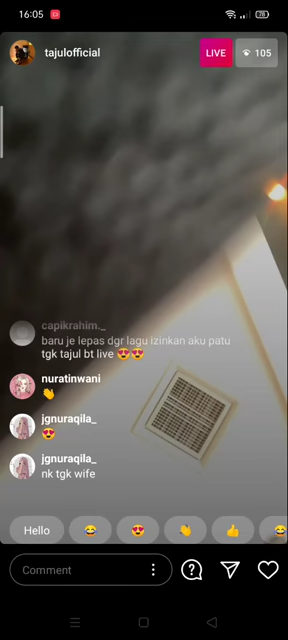 16:05
78
tajulofficial
LIVE
105
capikrahim._
baru je lepas dgr lagu izinkan aku patu
tgk tajul bt live 😍😍
nuratinwani
👏
jgnuraqila_
😍
jgnuraqila_
nk tgk wife
Hello 😂 😍 👏 👍 😂
Comment